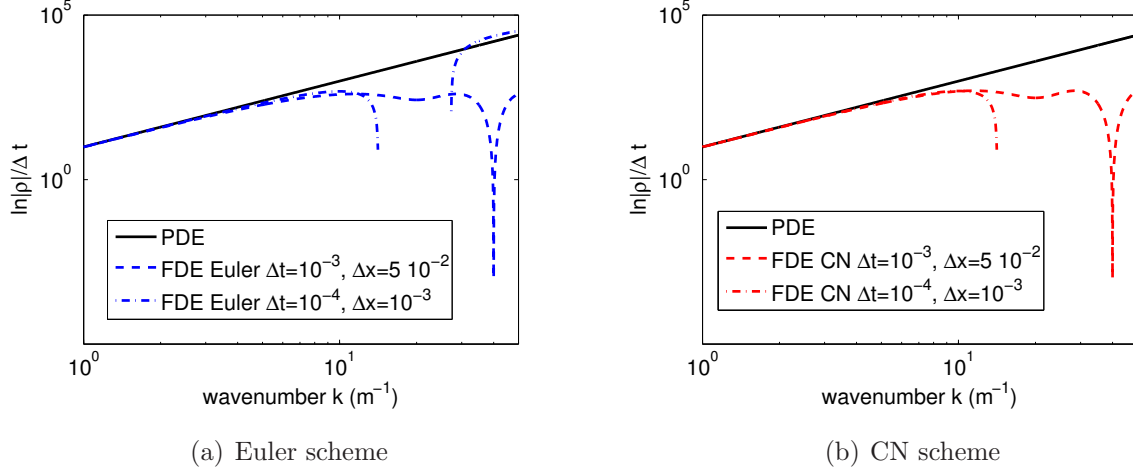 10^5
10^0
ln|ρ|/Δ t
PDE
FDE Euler Δt=10^-3, Δx=5 10^-2
FDE Euler Δt=10^-4, Δx=10^-3
10^0 10^1
wavenumber k (m^-1)
(a) Euler scheme
10^5
10^0
ln|ρ|/Δ t
PDE
FDE CN Δt=10^-3, Δx=5 10^-2
FDE CN Δt=10^-4, Δx=10^-3
10^0 10^1
wavenumber k (m^-1)
(b) CN scheme